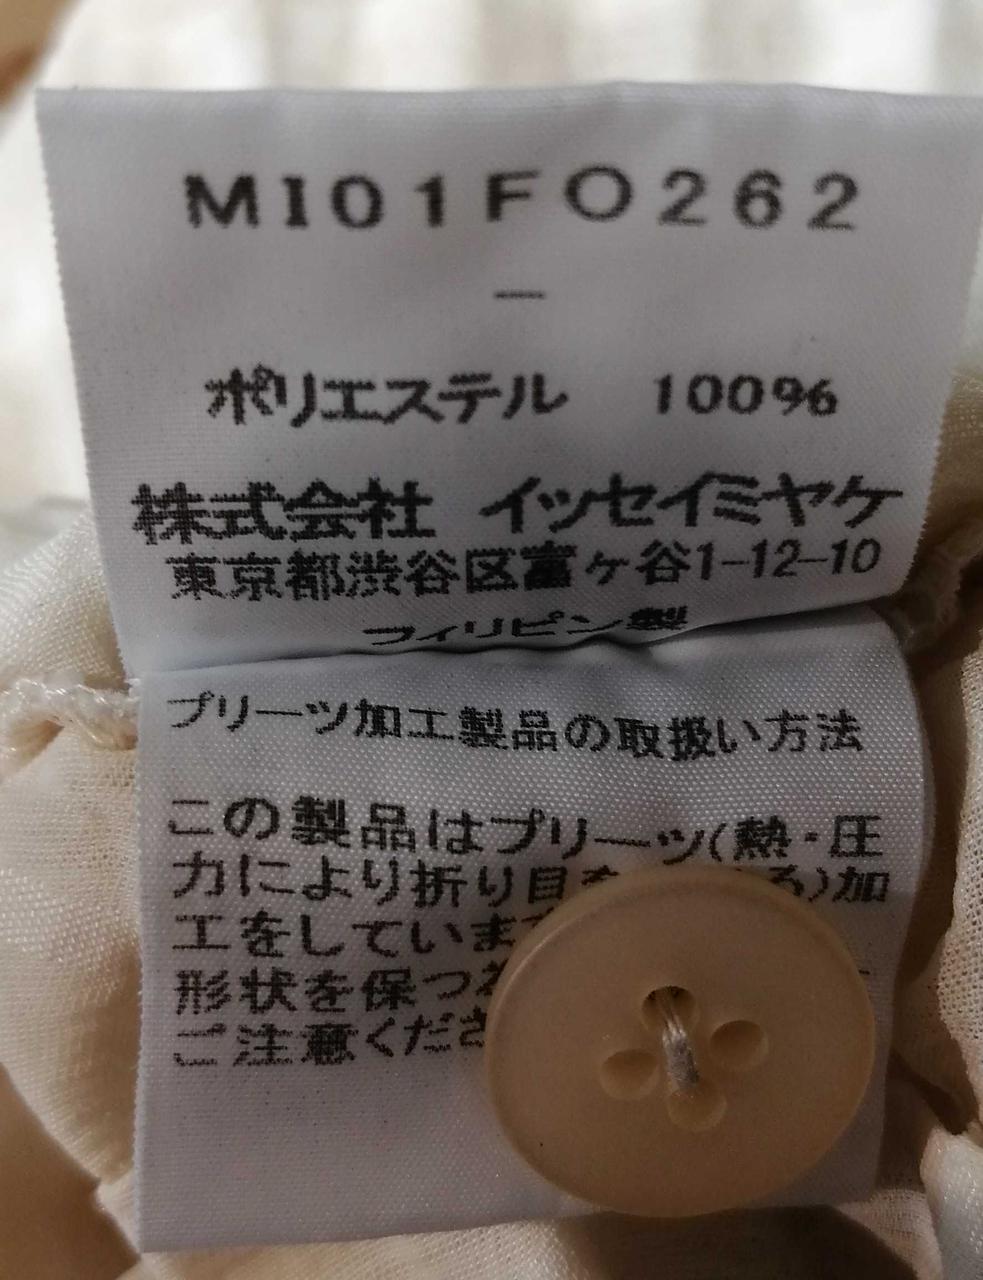 MI01FO262
—
ポリエステル 100%
株式会社 イッセイミヤケ
東京都渋谷区富ヶ谷1-12-10
フィリピン製
プリーツ加工製品の取扱い方法
この製品はプリーツ(熱・圧
力により折り目を る)加
工をしていま
形状を保つ
ご注意くださ